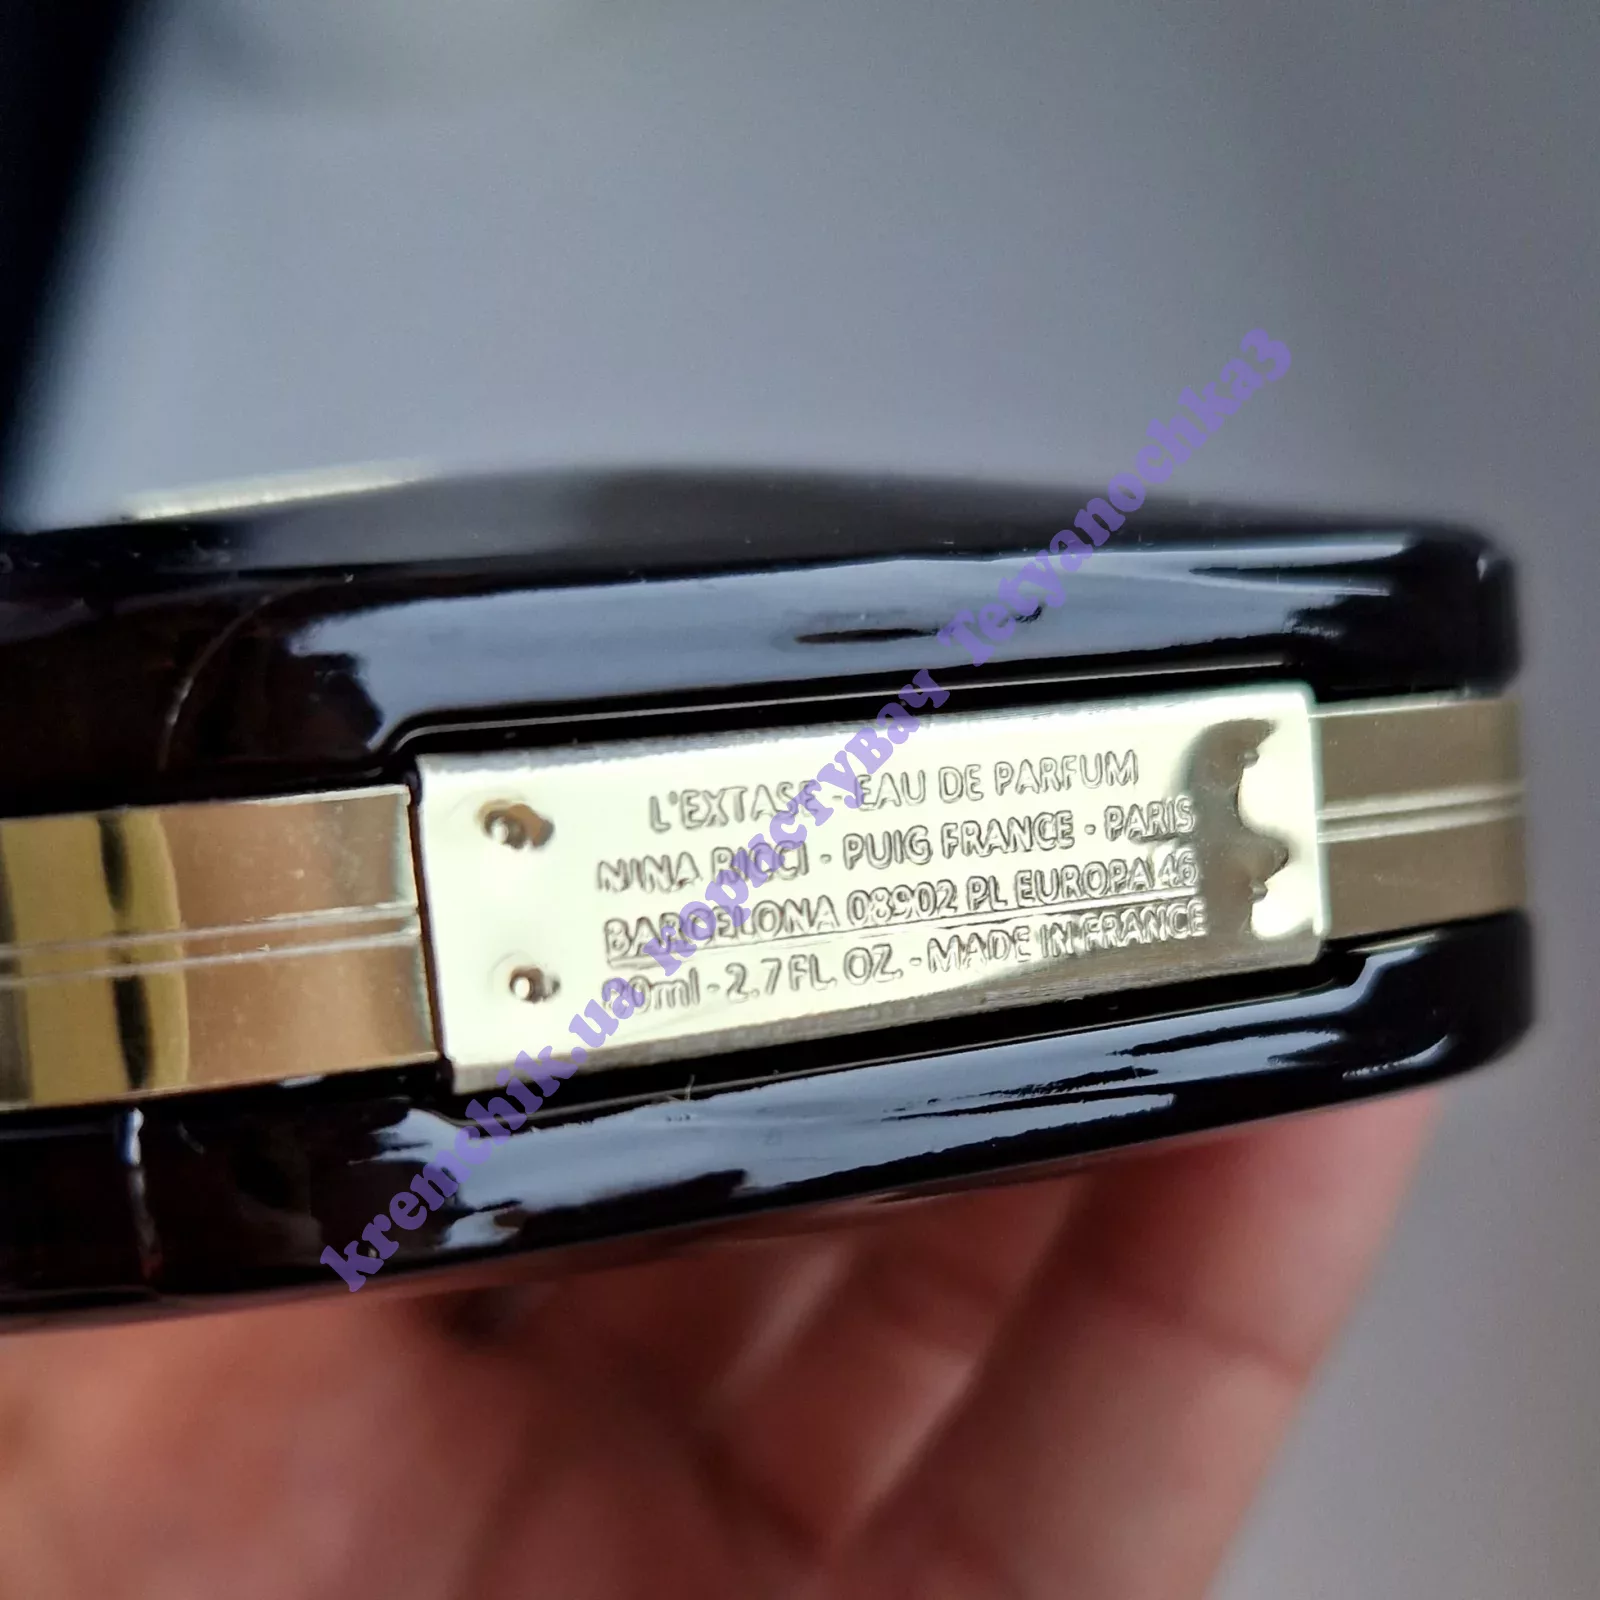 L'EXTASE - EAU DE PARFUM
NINA RICCI - PUIG FRANCE - PARIS
BARCELONA 08902 PL EUROPA 46
80ml - 2.7 FL. OZ. - MADE IN FRANCE
kremchik.ua користувач Tetyanochka3